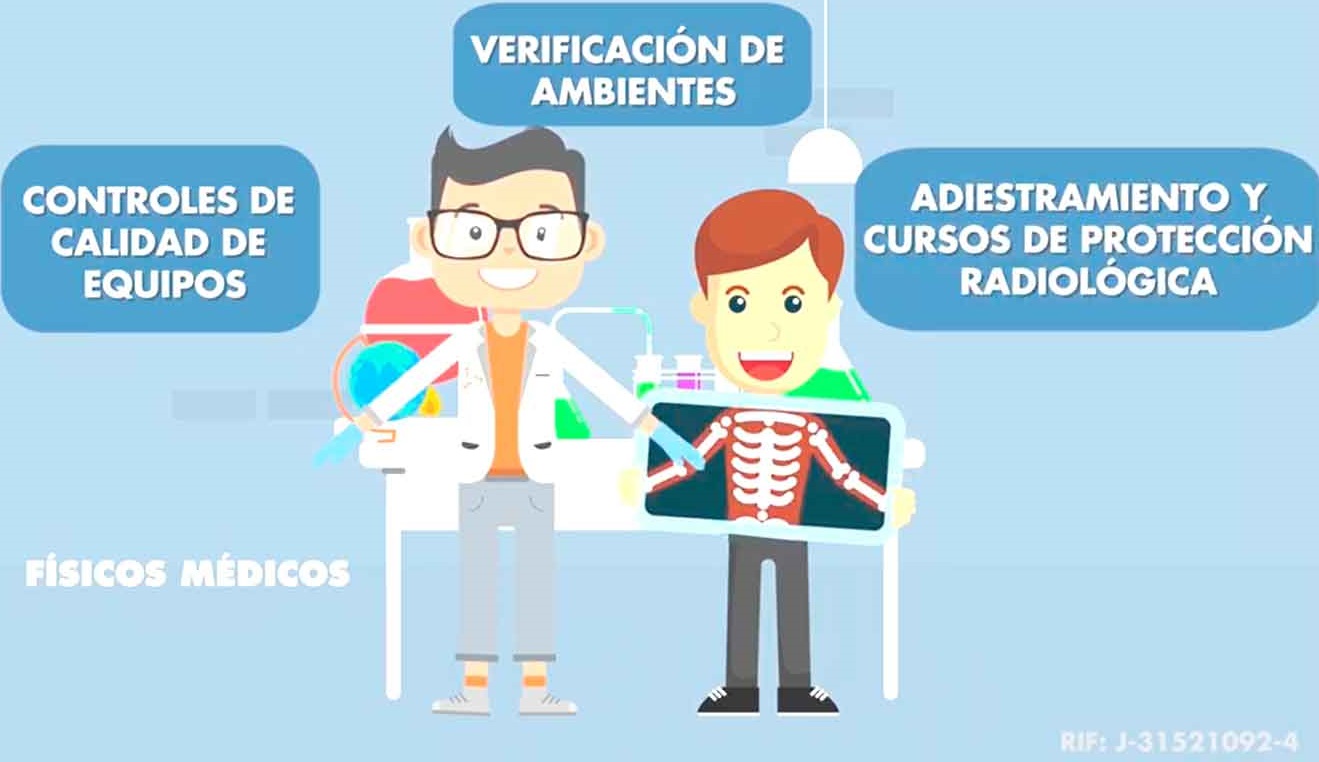 VERIFICACIÓN DE
AMBIENTES
CONTROLES DE
CALIDAD DE
EQUIPOS
ADIESTRAMIENTO Y
CURSOS DE PROTECCIÓN
RADIOLÓGICA
FÍSICOS MÉDICOS
RIF: J-31521092-4